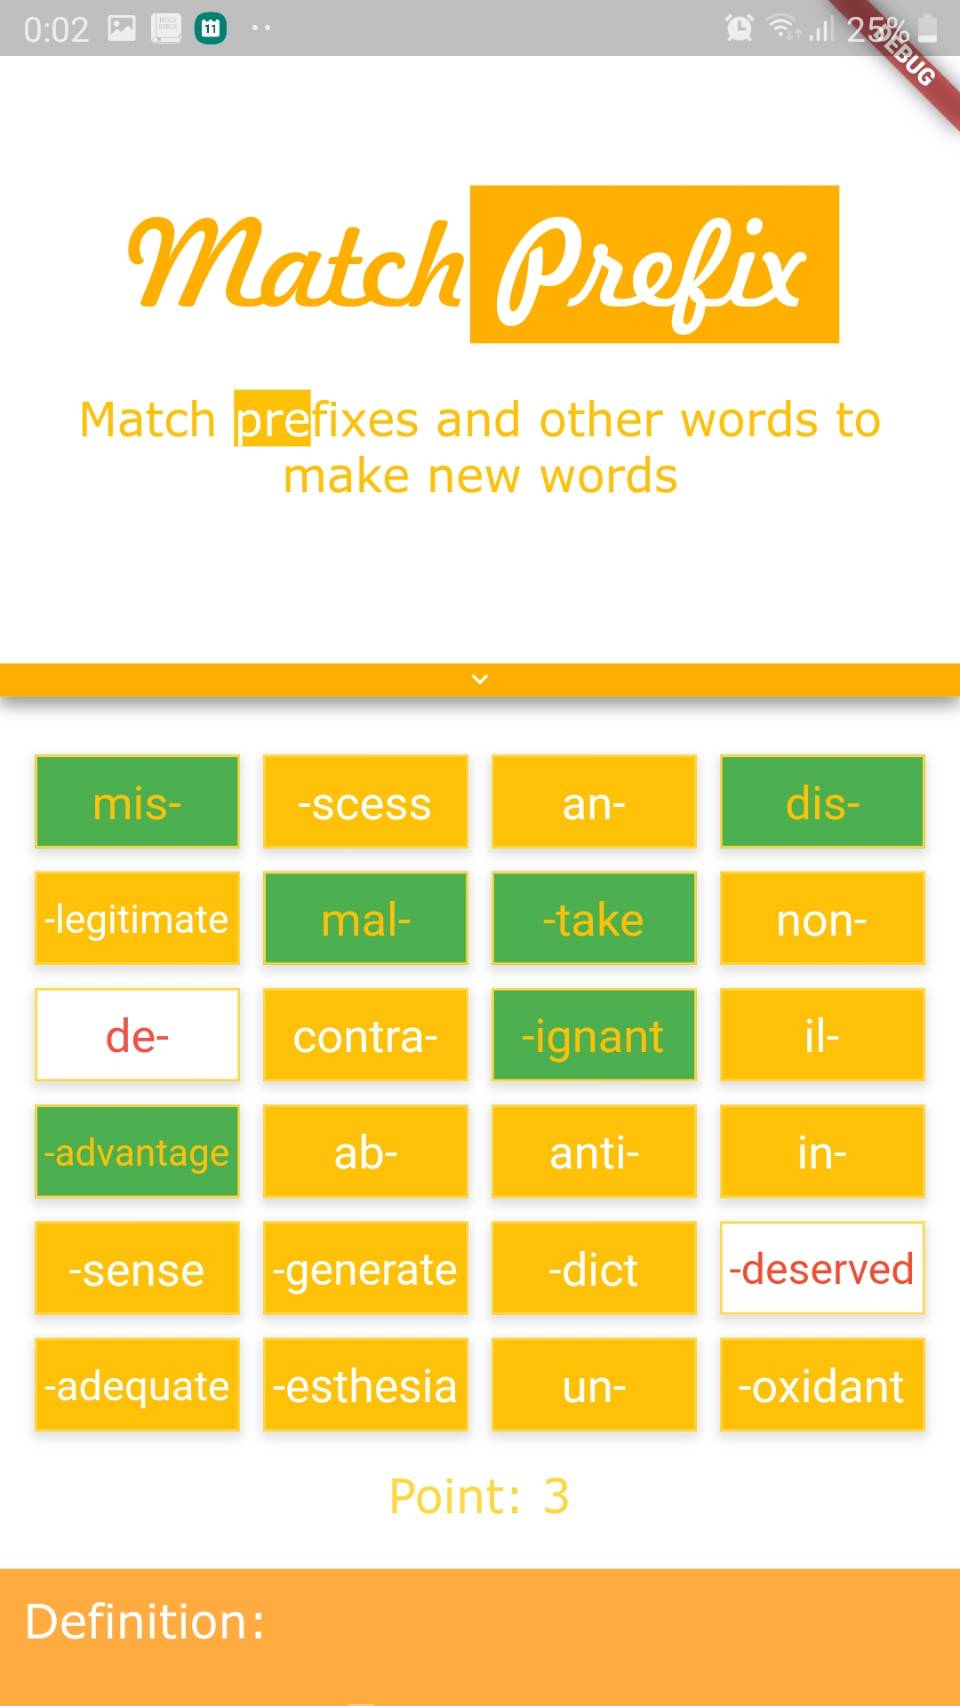 0:02 11 25%
DEBUG
Match Prefix
Match prefixes and other words to
make new words
mis- -scess an- dis-
-legitimate mal- -take non-
de- contra- -ignant il-
-advantage ab- anti- in-
-sense -generate -dict -deserved
-adequate -esthesia un- -oxidant
Point: 3
Definition: